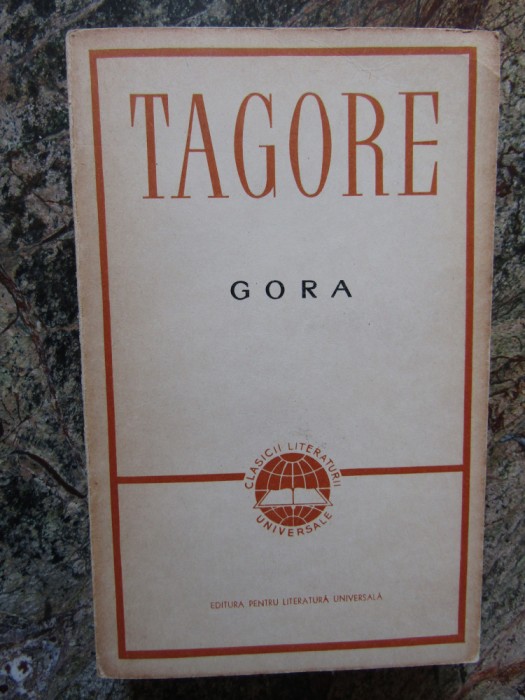 TAGORE
GORA
CLASICII LITERATURII
UNIVERSALE
EDITURA PENTRU LITERATURĂ UNIVERSALĂ